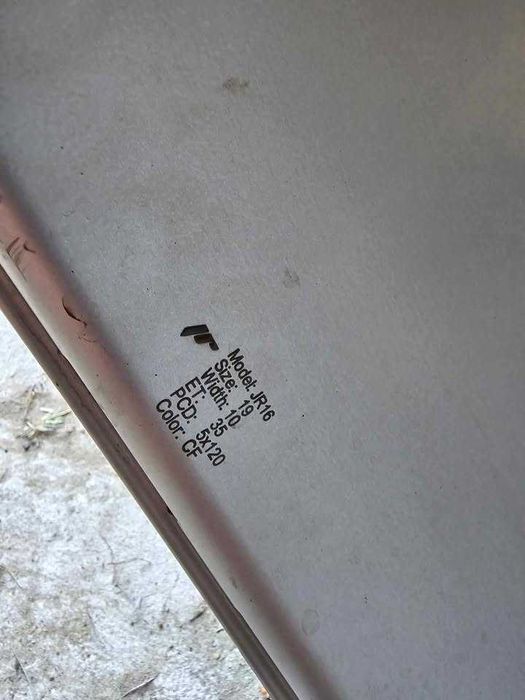 Model: JR16
Size: 19
Width: 10
ET: 35
PCD: 5x120
Color: CF